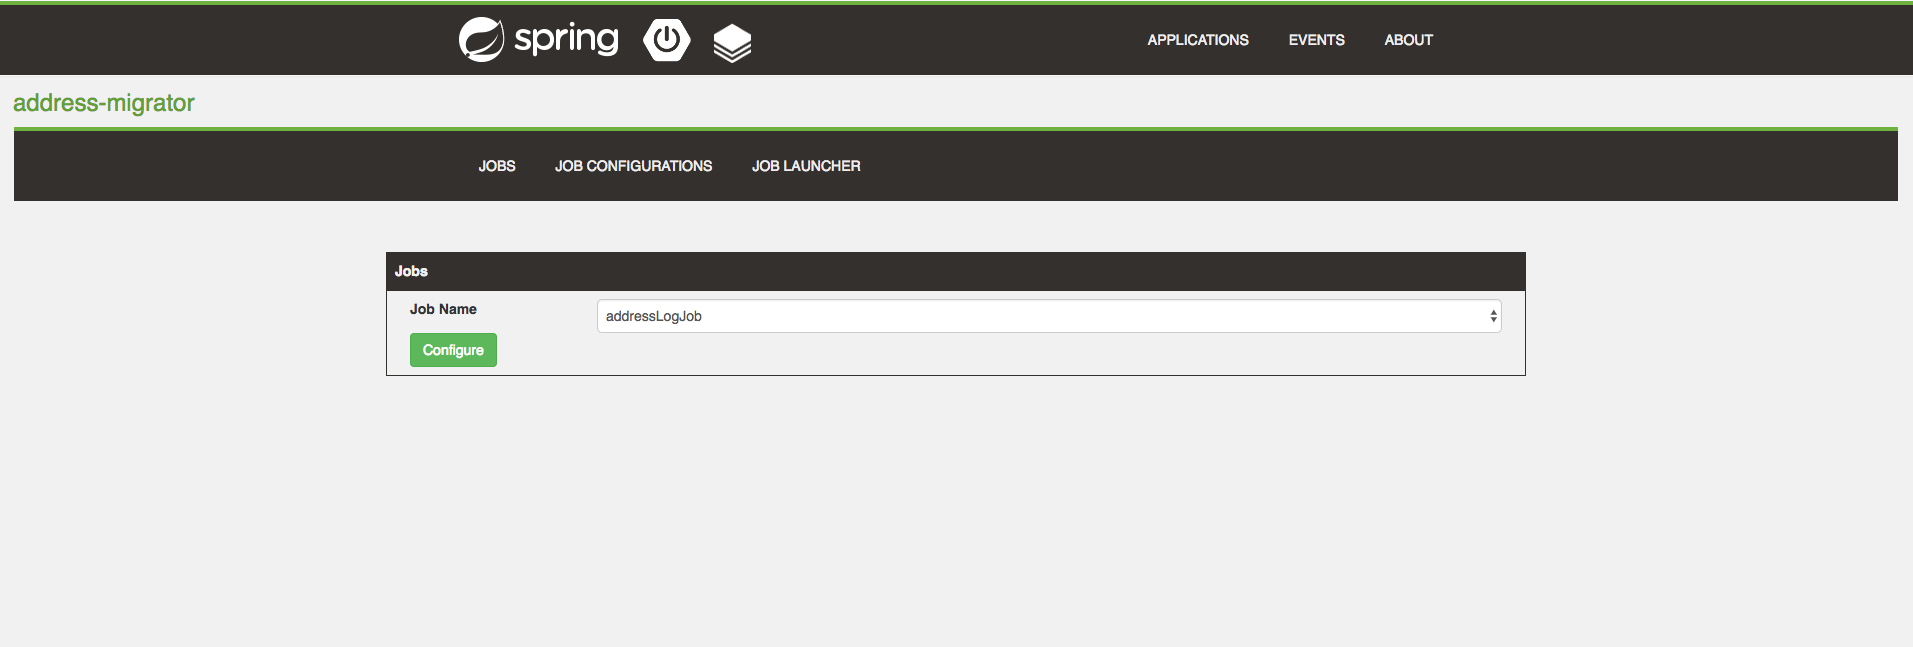 spring APPLICATIONS EVENTS ABOUT
address-migrator
JOBS JOB CONFIGURATIONS JOB LAUNCHER
Jobs
Job Name addressLogJob
Configure